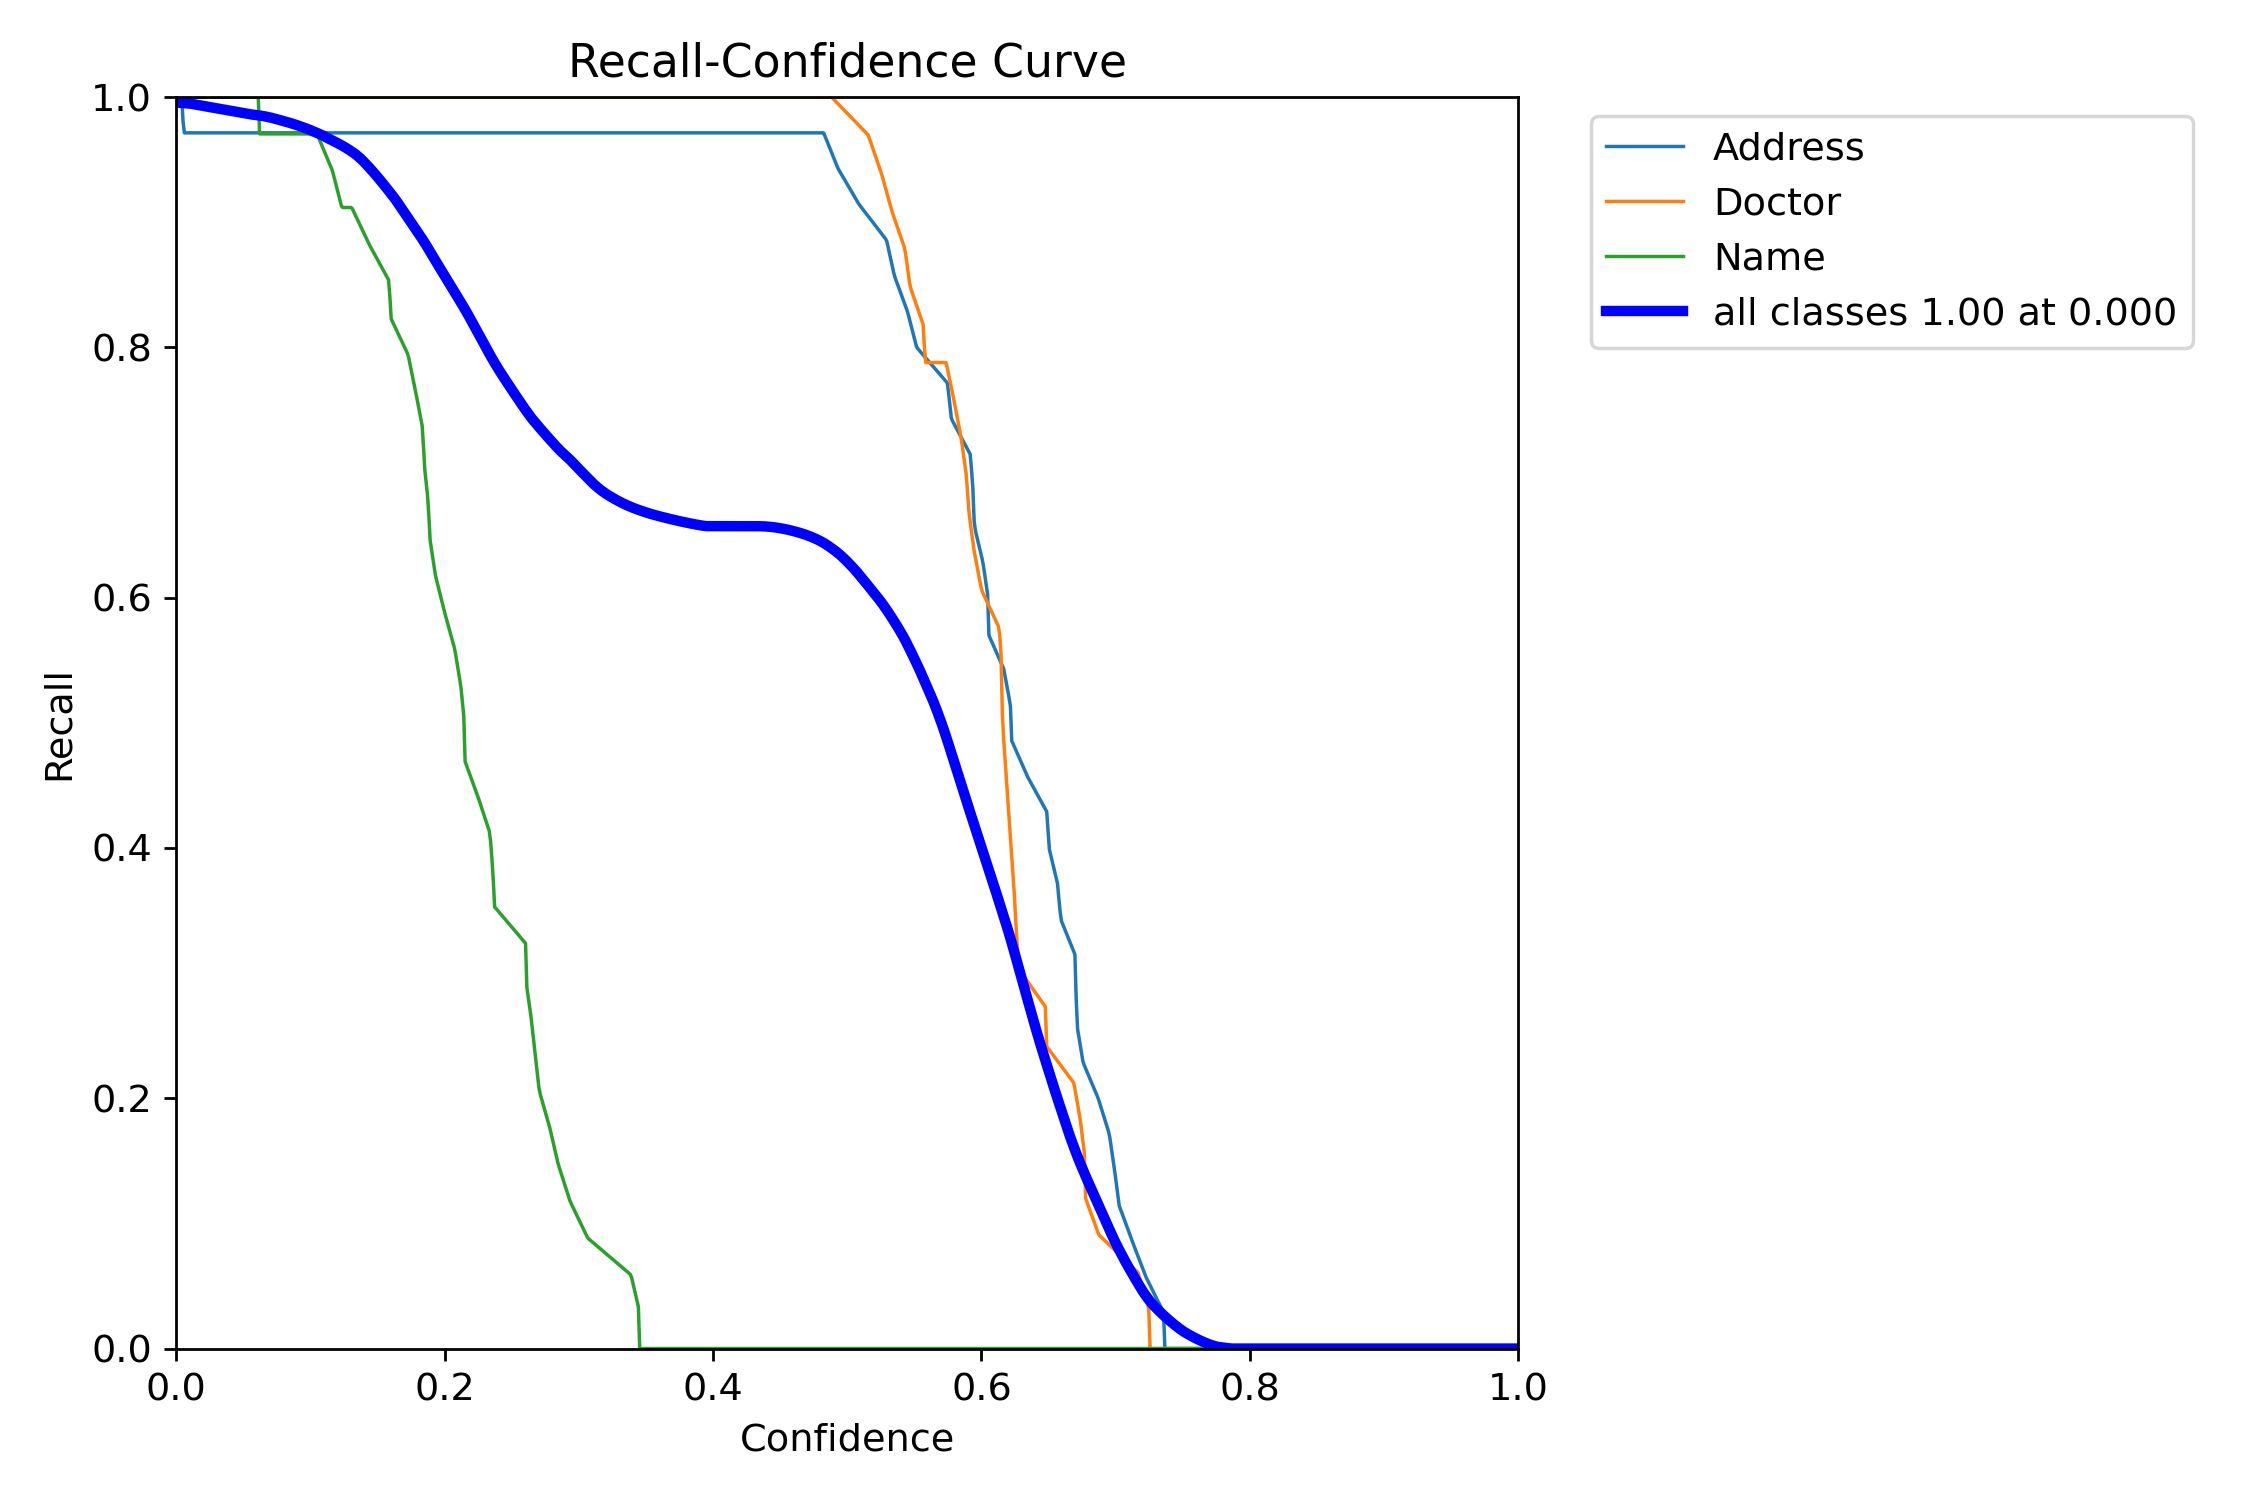 Recall-Confidence Curve
1.0
0.8
0.6
0.4
0.2
0.0
Recall
0.0 0.2 0.4 0.6 0.8 1.0
Confidence
Address
Doctor
Name
all classes 1.00 at 0.000